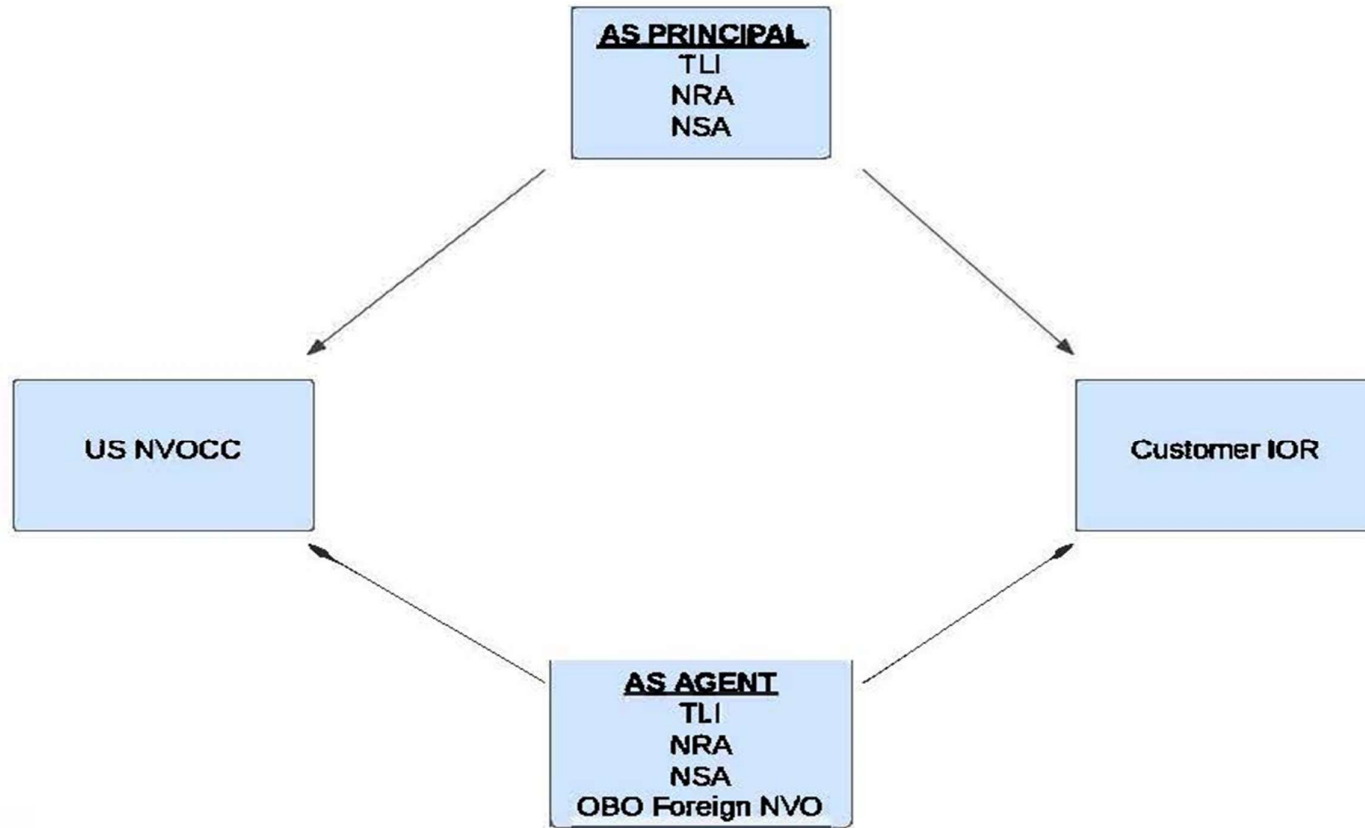 AS PRINCIPAL
TLI
NRA
NSA
US NVOCC
Customer IOR
AS AGENT
TLI
NRA
NSA
OBO Foreign NVO